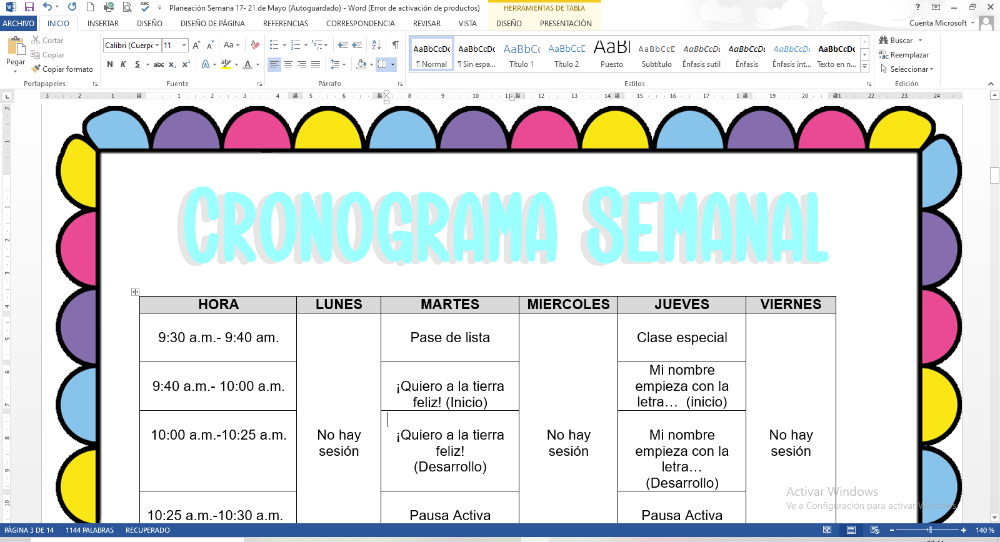 Planeación Semana 17- 21 de Mayo (Autoguardado) - Word (Error de activación de productos)
HERRAMIENTAS DE TABLA
ARCHIVO INICIO INSERTAR DISEÑO DISEÑO DE PÁGINA REFERENCIAS CORRESPONDENCIA REVISAR VISTA DISEÑO PRESENTACIÓN Cuenta Microsoft
Pegar
Cortar
Copiar
Copiar formato
Portapapeles
Calibri (Cuerpo 11
N K S abc x₂ x²
Fuente
Párrafo
AaBbCcDc AaBbCcDc AaBbCc AaBbCcD AaB AaBbCcD AaBbCcDc AaBbCcDc AaBbCcDc AaBbCcDc
¶ Normal ¶ Sin espa... Título 1 Título 2 Puesto Subtítulo Énfasis sutil Énfasis Énfasis int... Texto en n...
Estilos
Buscar
Reemplazar
Seleccionar
Edición
3 2 1 1 2 3 4 5 6 8 9 10 11 12 13 14 15 16 17 18 19 20 21 22 23 24
CRONOGRAMA SEMANAL
HORA LUNES MARTES MIERCOLES JUEVES VIERNES
9:30 a.m.- 9:40 am. Pase de lista Clase especial
9:40 a.m.- 10:00 a.m.
¡Quiero a la tierra
feliz! (Inicio)
Mi nombre
empieza con la
letra… (inicio)
10:00 a.m.-10:25 a.m.
No hay
sesión
¡Quiero a la tierra
feliz!
(Desarrollo)
No hay
sesión
Mi nombre
empieza con la
letra…
(Desarrollo)
No hay
sesión
10:25 a.m.-10:30 a.m. Pausa Activa Pausa Activa
Activar Windows
Ve a Configuración para activar Windows.
PÁGINA 3 DE 14 1144 PALABRAS RECUPERADO 140 %